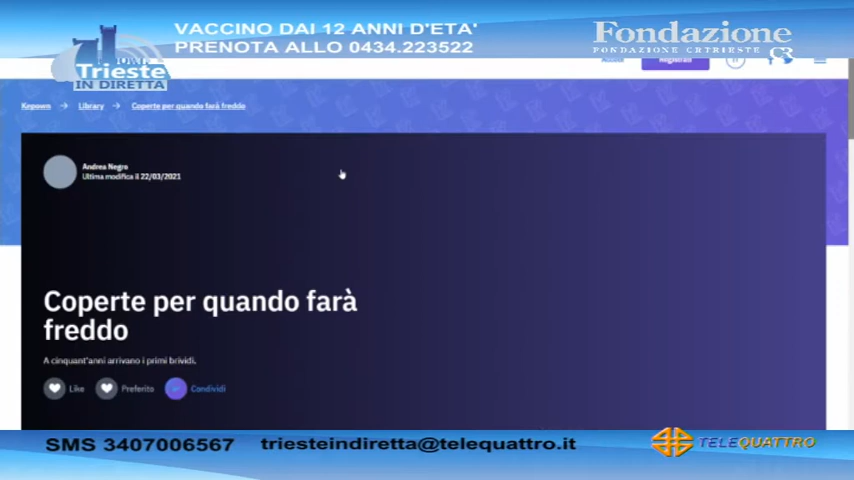 VACCINO DAI 12 ANNI D'ETA'
PRENOTA ALLO 0434.223522
Fondazione
FONDAZIONE CRTRIESTE
Trieste
IN DIRETTA
Accedi
Registrati
Library
Coperte per quando farà freddo
Andrea Negro
Ultima modifica il 22/03/2021
Coperte per quando farà
freddo
A cinquant'anni arrivano i primi brividi.
Like
Preferito
Condividi
SMS 3407006567
triesteindiretta@telequattro.it
TELEQUATTRO